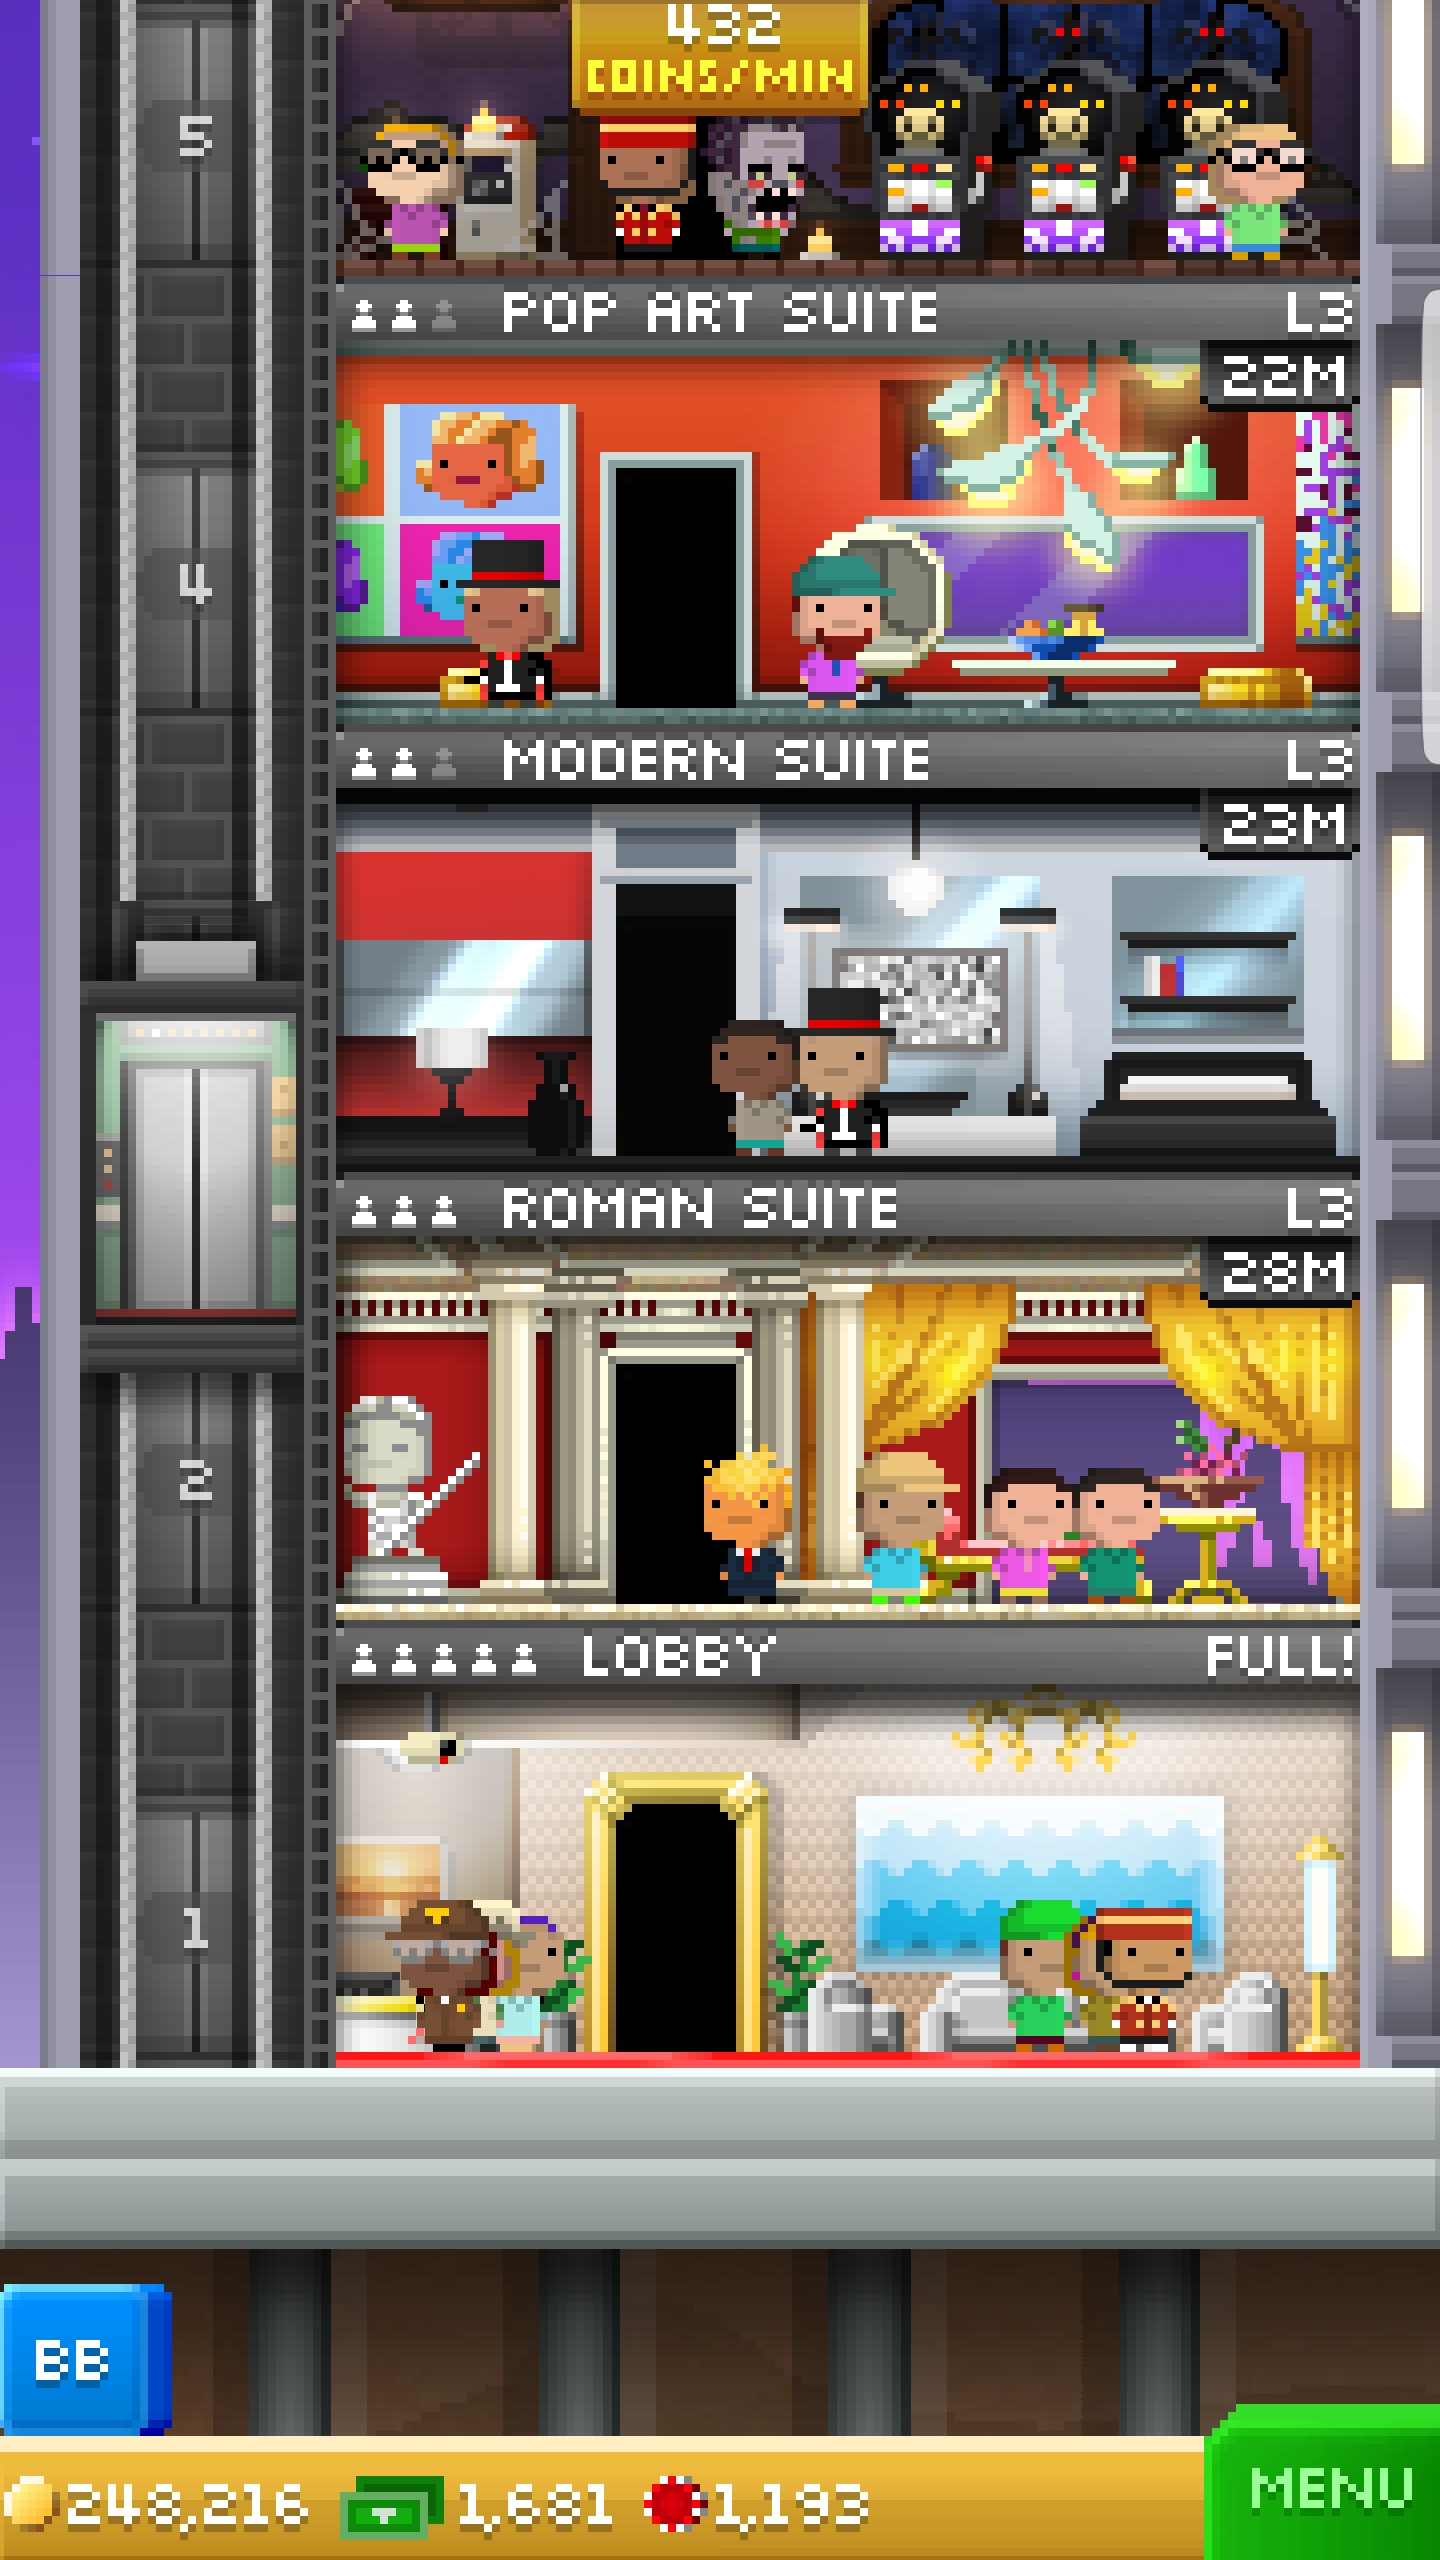 432
COINS/MIN
5
POP ART SUITE L3
22M
4
MODERN SUITE L3
23M
ROMAN SUITE L3
28M
2
LOBBY FULL!
1
BB
248,216 1,681 1,193
MENU